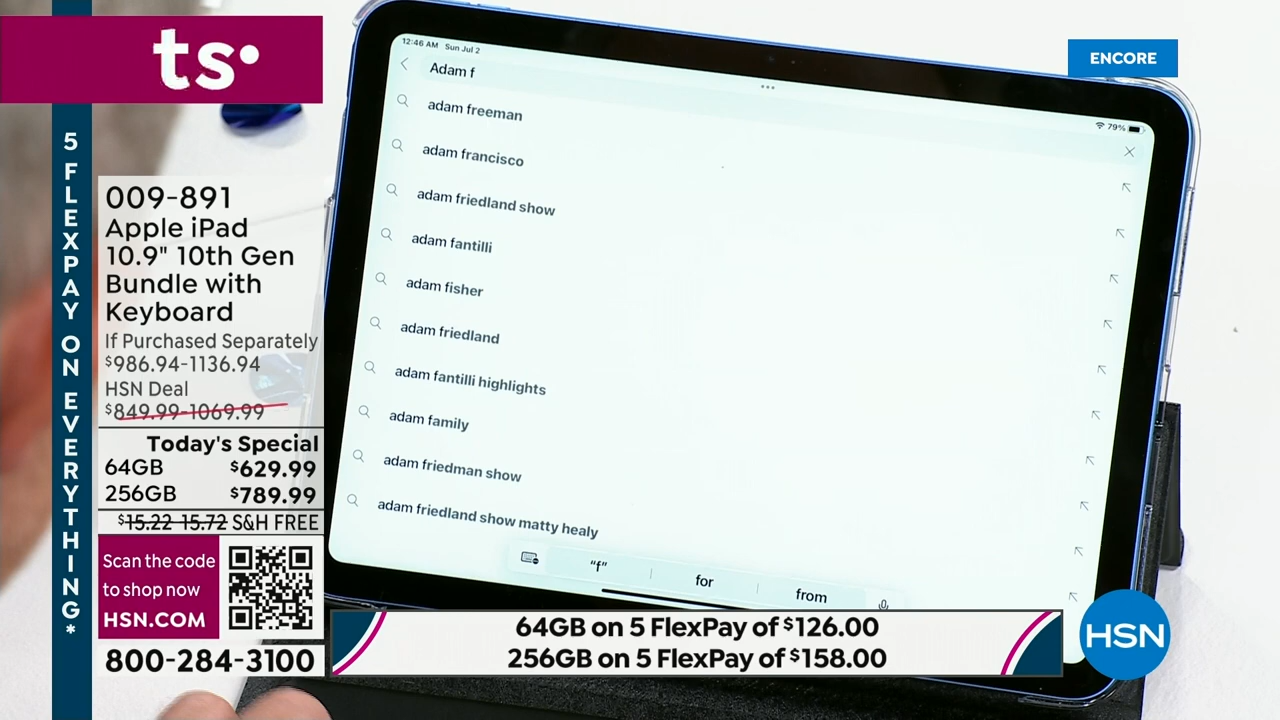 ts•
ENCORE
5 FLEXPAY ON EVERYTHING*
009-891
Apple iPad
10.9" 10th Gen
Bundle with
Keyboard
If Purchased Separately
$986.94-1136.94
HSN Deal
$849.99-1069.99
Today's Special
64GB $629.99
256GB $789.99
$15.22-15.72 S&H FREE
Scan the code
to shop now
HSN.COM
800-284-3100
12:46 AM Sun Jul 2
79%
Adam f
adam freeman
adam francisco
adam friedland show
adam fantilli
adam fisher
adam friedland
adam fantilli highlights
adam family
adam friedman show
adam friedland show matty healy
"f" for from
64GB on 5 FlexPay of $126.00
256GB on 5 FlexPay of $158.00
HSN